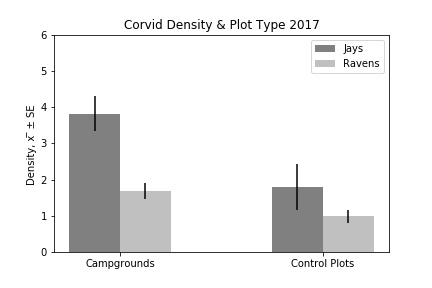 Corvid Density & Plot Type 2017
Jays
Ravens
Density, x̅ ± SE
6
5
4
3
2
1
0
Campgrounds Control Plots